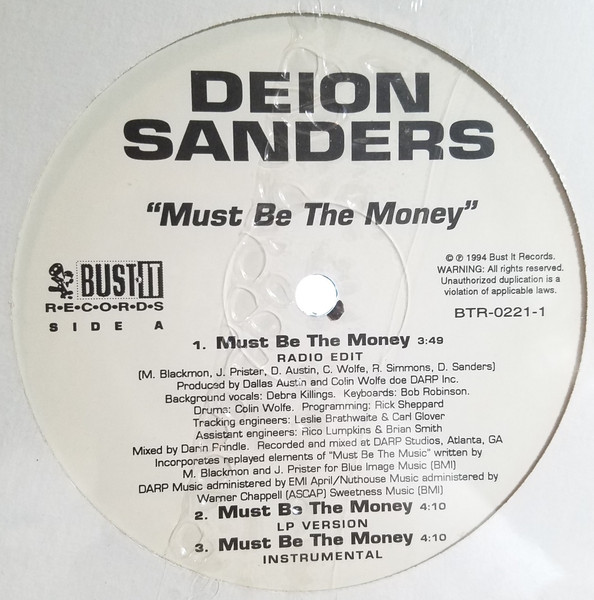 DEION
SANDERS
"Must Be The Money"
BUST IT
R•E•C•O•R•D•S
SIDE A
© ℗ 1994 Bust It Records.
WARNING: All rights reserved.
Unauthorized duplication is a
violation of applicable laws.
BTR-0221-1
1. Must Be The Money 3:49
RADIO EDIT
(M. Blackmon, J. Prister, D. Austin, C. Wolfe, R. Simmons, D. Sanders)
Produced by Dallas Austin and Colin Wolfe doe DARP Inc.
Background vocals: Debra Killings. Keyboards: Bob Robinson.
Drums: Colin Wolfe. Programming: Rick Sheppard
Tracking engineers: Leslie Brathwaite & Carl Glover
Assistant engineers: Rico Lumpkins & Brian Smith
Mixed by Darin Prindle. Recorded and mixed at DARP Studios, Atlanta, GA
Incorporates replayed elements of "Must Be The Music" written by
M. Blackmon and J. Prister for Blue Image Music (BMI)
DARP Music administered by EMI April/Nuthouse Music administered by
Warner Chappell (ASCAP) Sweetness Music (BMI)
2. Must Be The Money 4:10
LP VERSION
3. Must Be The Money 4:10
INSTRUMENTAL